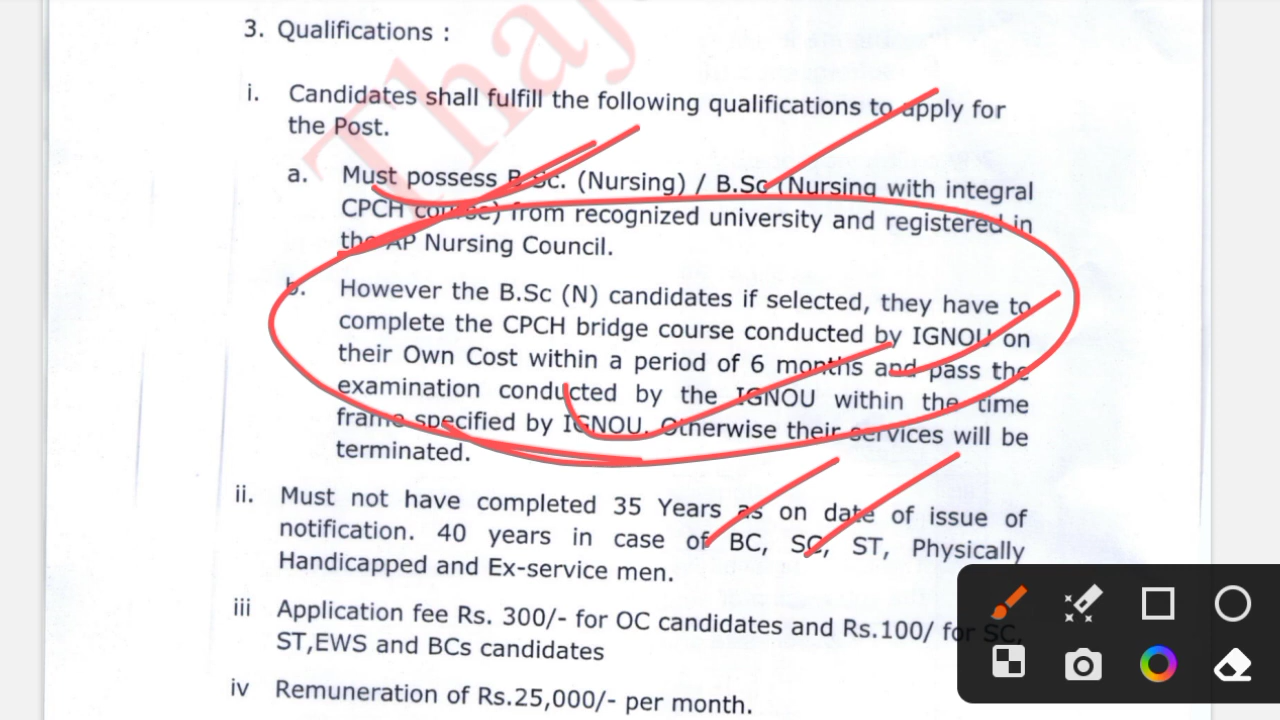 3. Qualifications :
i. Candidates shall fulfill the following qualifications to apply for
the Post.
a. Must possess B.Sc. (Nursing) / B.Sc (Nursing with integral
CPCH course) from recognized university and registered in
the AP Nursing Council.
b. However the B.Sc (N) candidates if selected, they have to
complete the CPCH bridge course conducted by IGNOU on
their Own Cost within a period of 6 months and pass the
examination conducted by the IGNOU within the time
frame specified by IGNOU. Otherwise their services will be
terminated.
ii. Must not have completed 35 Years as on date of issue of
notification. 40 years in case of BC, SC, ST, Physically
Handicapped and Ex-service men.
iii Application fee Rs. 300/- for OC candidates and Rs.100/ for SC,
ST,EWS and BCs candidates
iv Remuneration of Rs.25,000/- per month.
Thaj